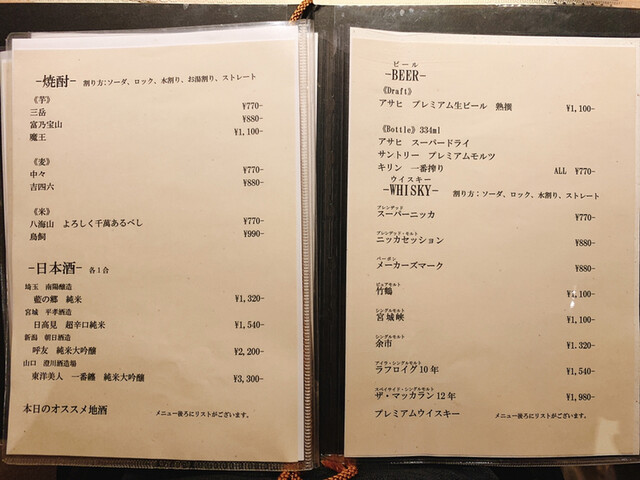 -焼酎- 割り方:ソーダ、ロック、水割り、お湯割り、ストレート
《芋》
三岳 ¥770-
富乃宝山 ¥880-
魔王 ¥1,100-
《麦》
中々 ¥770-
吉四六 ¥880-
《米》
八海山 よろしく千萬あるべし ¥770-
鳥飼 ¥990-
-日本酒- 各1合
埼玉 南陽醸造
藍の郷 純米 ¥1,320-
宮城 平孝酒造
日高見 超辛口純米 ¥1,540-
新潟 朝日酒造
呼友 純米大吟醸 ¥2,200-
山口 澄川酒造場
東洋美人 一番纏 純米大吟醸 ¥3,300-
本日のオススメ地酒 メニュー後ろにリストがございます。
ビール
-BEER-
《Draft》
アサヒ プレミアム生ビール 熟撰 ¥1,100-
《Bottle》334ml
アサヒ スーパードライ
サントリー プレミアムモルツ
キリン 一番搾り ALL ¥770-
ウイスキー
-WHISKY- 割り方:ソーダ、ロック、水割り、ストレート
ブレンデッド
スーパーニッカ ¥770-
ブレンデッド・モルト
ニッカセッション ¥880-
バーボン
メーカーズマーク ¥880-
ピュアモルト
竹鶴 ¥1,100-
シングルモルト
宮城峡 ¥1,100-
シングルモルト
余市 ¥1.320-
アイラ・シングルモルト
ラフロイグ10年 ¥1,540-
スペイサイド・シングルモルト
ザ・マッカラン12年 ¥1,980-
プレミアムウイスキー メニュー後ろにリストがございます。